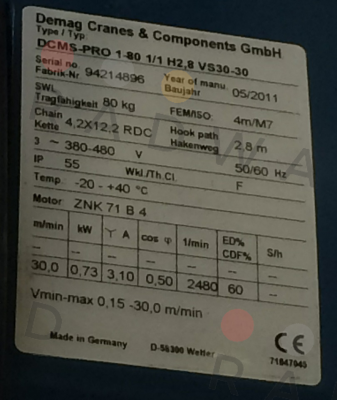 Demag Cranes & Components GmbH
Type / Typ
DCMS-PRO 1-80 1/1 H2,8 VS30-30
Serial no. Year of manu.
Fabrik-Nr 94214896 Baujahr 05/2011
SWL FEM/ISO: 4m/M7
Tragfähigkeit 80 kg
Chain Hook path
Kette 4,2X12,2 RDC Hakenweg 2,8 m
3 ~ 380-480 V 50/60 Hz
IP 55 Wkl./Th.Cl. F
Temp. -20 - +40 °C
Motor ZNK 71 B 4
m/min kW Y A cos φ 1/min ED% CDF% S/h
-- -- -- -- -- -- --
30,0 0,73 3,10 0,50 2480 60 --
Vmin-max 0,15 -30,0 m/min
Made in Germany D-58300 Wetter CE
71847045